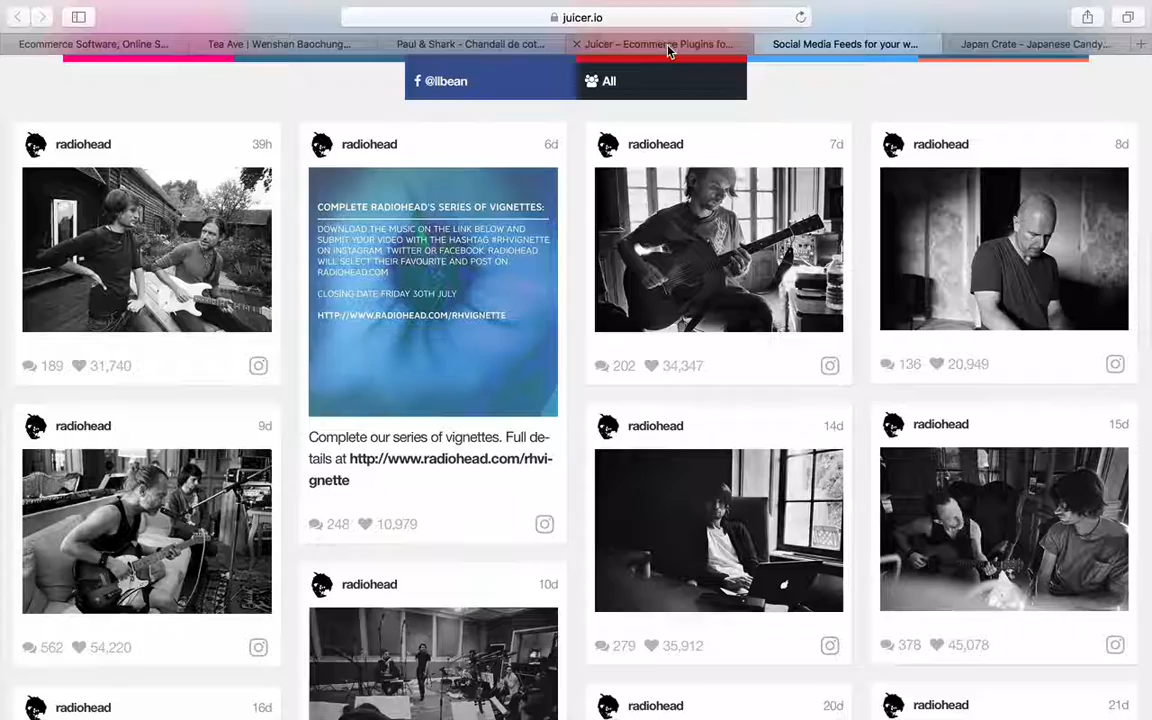 juicer.io
Ecommerce Software, Online S...
Tea Ave | Wenshan Baochung...
Paul & Shark - Chandail de cot...
Juicer – Ecommerce Plugins fo...
Social Media Feeds for your w...
Japan Crate - Japanese Candy...
@llbean
All
radiohead 39h
radiohead 6d
radiohead 7d
radiohead 8d
COMPLETE RADIOHEAD'S SERIES OF VIGNETTES:
DOWNLOAD THE MUSIC ON THE LINK BELOW AND
SUBMIT YOUR VIDEO WITH THE HASHTAG #RHVIGNETTE
ON INSTAGRAM, TWITTER OR FACEBOOK. RADIOHEAD
WILL SELECT THEIR FAVOURITE AND POST ON
RADIOHEAD.COM
CLOSING DATE FRIDAY 30TH JULY
HTTP://WWW.RADIOHEAD.COM/RHVIGNETTE
189 31,740
202 34,347
136 20,949
Complete our series of vignettes. Full de-
tails at http://www.radiohead.com/rhvi-
gnette
248 10,979
radiohead 9d
radiohead 14d
radiohead 15d
radiohead 10d
562 54,220
279 35,912
378 45,078
radiohead 16d
radiohead 20d
radiohead 21d